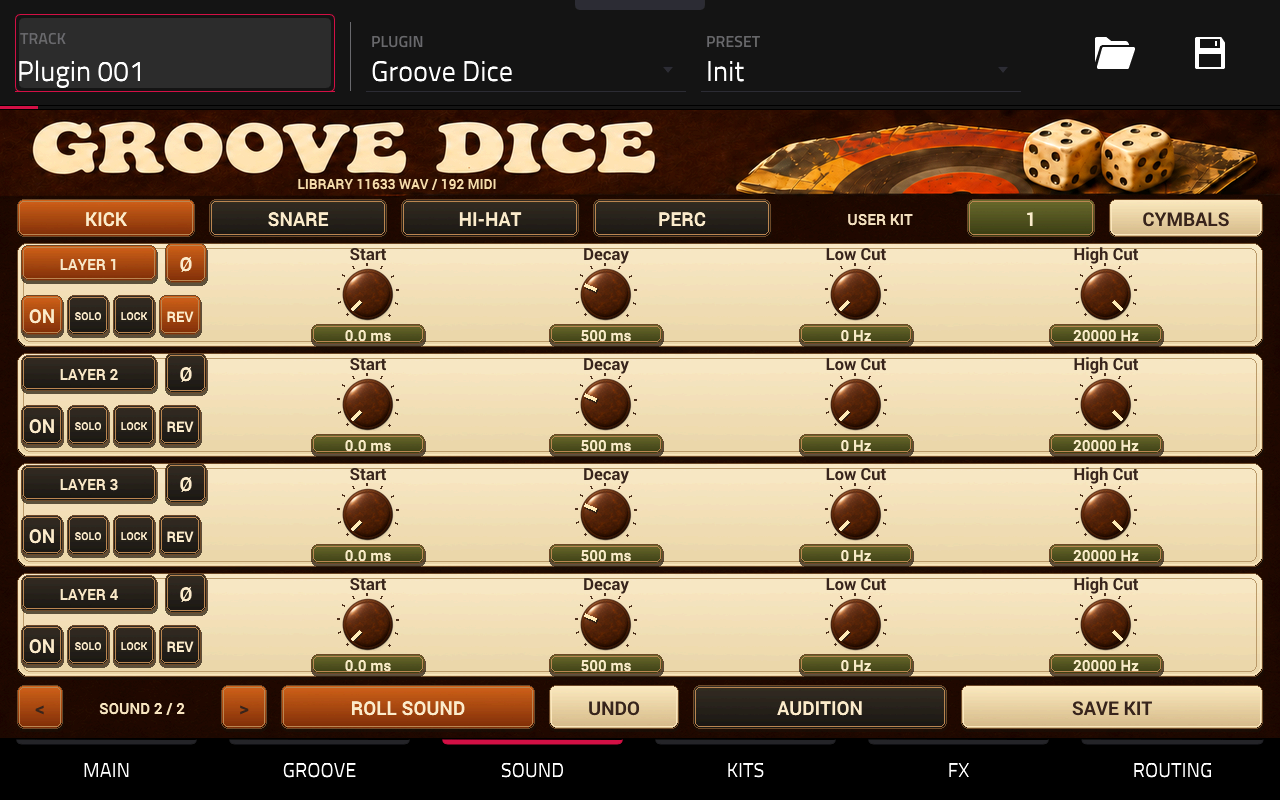 TRACK
Plugin 001
PLUGIN
Groove Dice
PRESET
Init
GROOVE DICE
LIBRARY 11633 WAV / 192 MIDI
KICK SNARE HI-HAT PERC USER KIT 1 CYMBALS
LAYER 1 Ø Start Decay Low Cut High Cut
ON SOLO LOCK REV 0.0 ms 500 ms 0 Hz 20000 Hz
LAYER 2 Ø Start Decay Low Cut High Cut
ON SOLO LOCK REV 0.0 ms 500 ms 0 Hz 20000 Hz
LAYER 3 Ø Start Decay Low Cut High Cut
ON SOLO LOCK REV 0.0 ms 500 ms 0 Hz 20000 Hz
LAYER 4 Ø Start Decay Low Cut High Cut
ON SOLO LOCK REV 0.0 ms 500 ms 0 Hz 20000 Hz
< SOUND 2 / 2 > ROLL SOUND UNDO AUDITION SAVE KIT
MAIN GROOVE SOUND KITS FX ROUTING